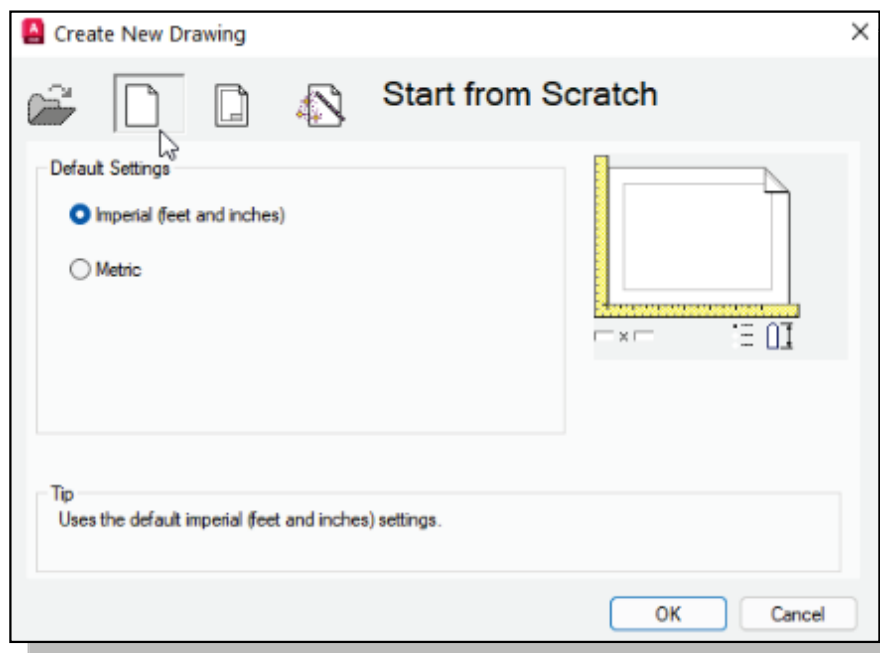 Create New Drawing
Start from Scratch
Default Settings
Imperial (feet and inches)
Metric
Tip
Uses the default imperial (feet and inches) settings.
OK
Cancel